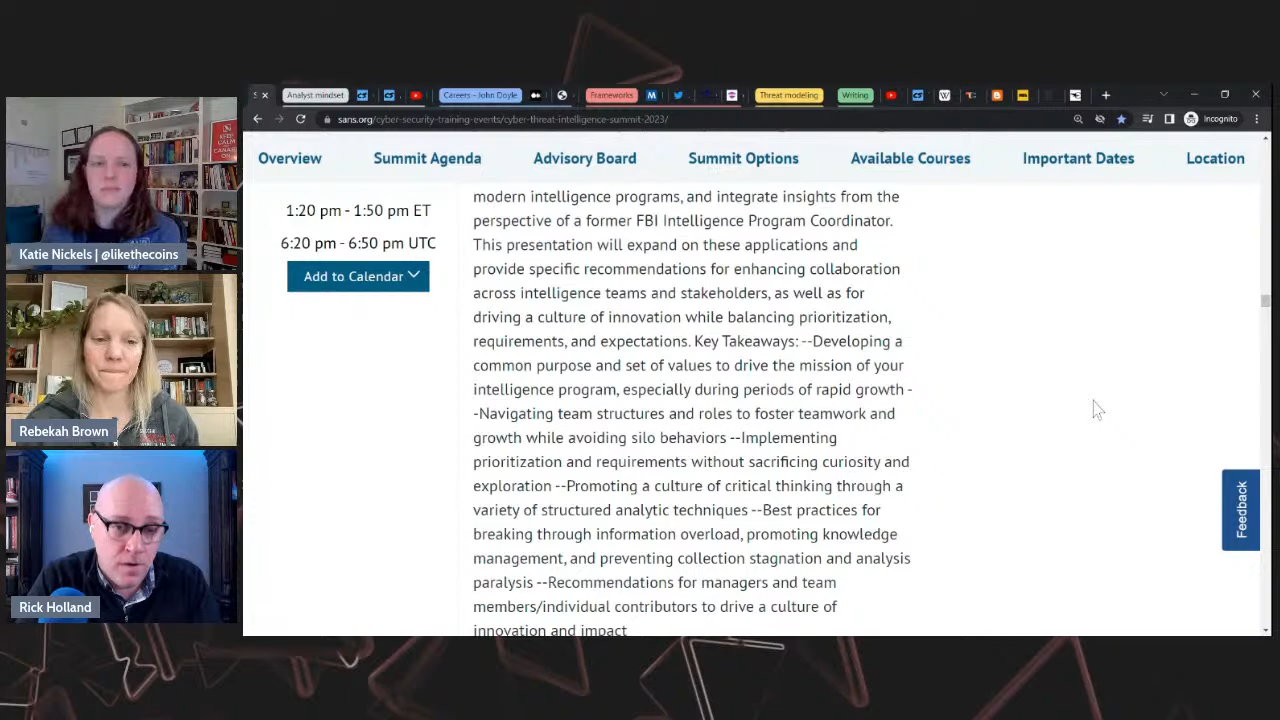 Analyst mindset
Careers – John Doyle
Frameworks
Threat modeling
Writing
sans.org/cyber-security-training-events/cyber-threat-intelligence-summit-2023/
Incognito
Overview
Summit Agenda
Advisory Board
Summit Options
Available Courses
Important Dates
Location
1:20 pm - 1:50 pm ET
6:20 pm - 6:50 pm UTC
Add to Calendar
modern intelligence programs, and integrate insights from the
perspective of a former FBI Intelligence Program Coordinator.
This presentation will expand on these applications and
provide specific recommendations for enhancing collaboration
across intelligence teams and stakeholders, as well as for
driving a culture of innovation while balancing prioritization,
requirements, and expectations. Key Takeaways: --Developing a
common purpose and set of values to drive the mission of your
intelligence program, especially during periods of rapid growth -
-Navigating team structures and roles to foster teamwork and
growth while avoiding silo behaviors --Implementing
prioritization and requirements without sacrificing curiosity and
exploration --Promoting a culture of critical thinking through a
variety of structured analytic techniques --Best practices for
breaking through information overload, promoting knowledge
management, and preventing collection stagnation and analysis
paralysis --Recommendations for managers and team
members/individual contributors to drive a culture of
innovation and impact
Feedback
Katie Nickels | @likethecoins
Rebekah Brown
Rick Holland